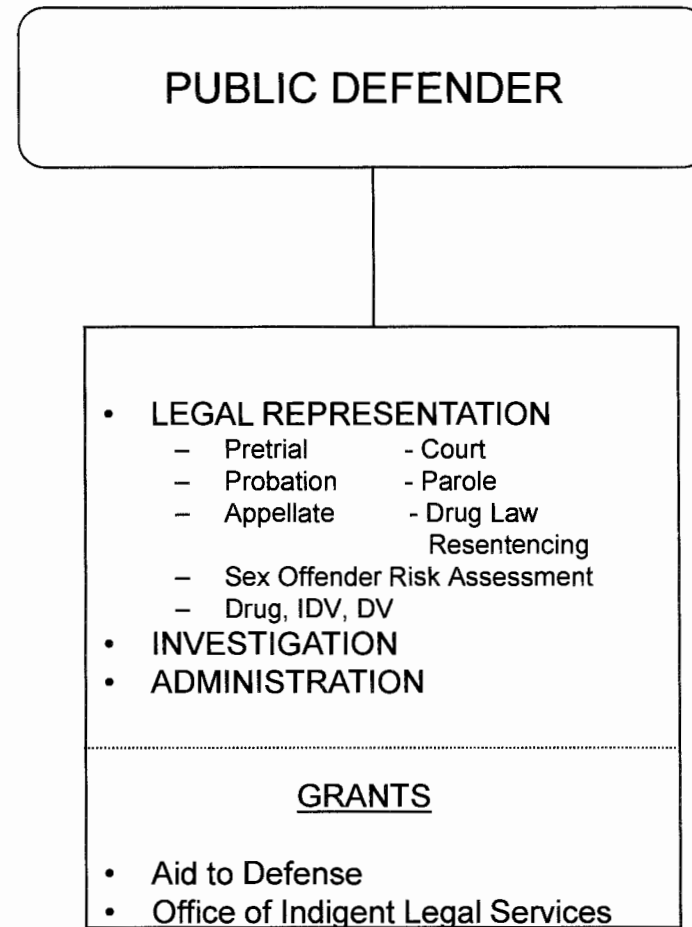 PUBLIC DEFENDER
• LEGAL REPRESENTATION
– Pretrial - Court
– Probation - Parole
– Appellate - Drug Law
Resentencing
– Sex Offender Risk Assessment
– Drug, IDV, DV
• INVESTIGATION
• ADMINISTRATION
GRANTS
• Aid to Defense
• Office of Indigent Legal Services